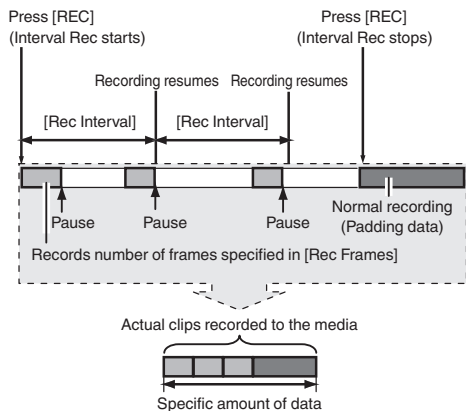 Press [REC]
(Interval Rec starts)
Press [REC]
(Interval Rec stops)
Recording resumes
Recording resumes
[Rec Interval]
[Rec Interval]
Pause
Pause
Pause
Normal recording
(Padding data)
Records number of frames specified in [Rec Frames]
Actual clips recorded to the media
Specific amount of data